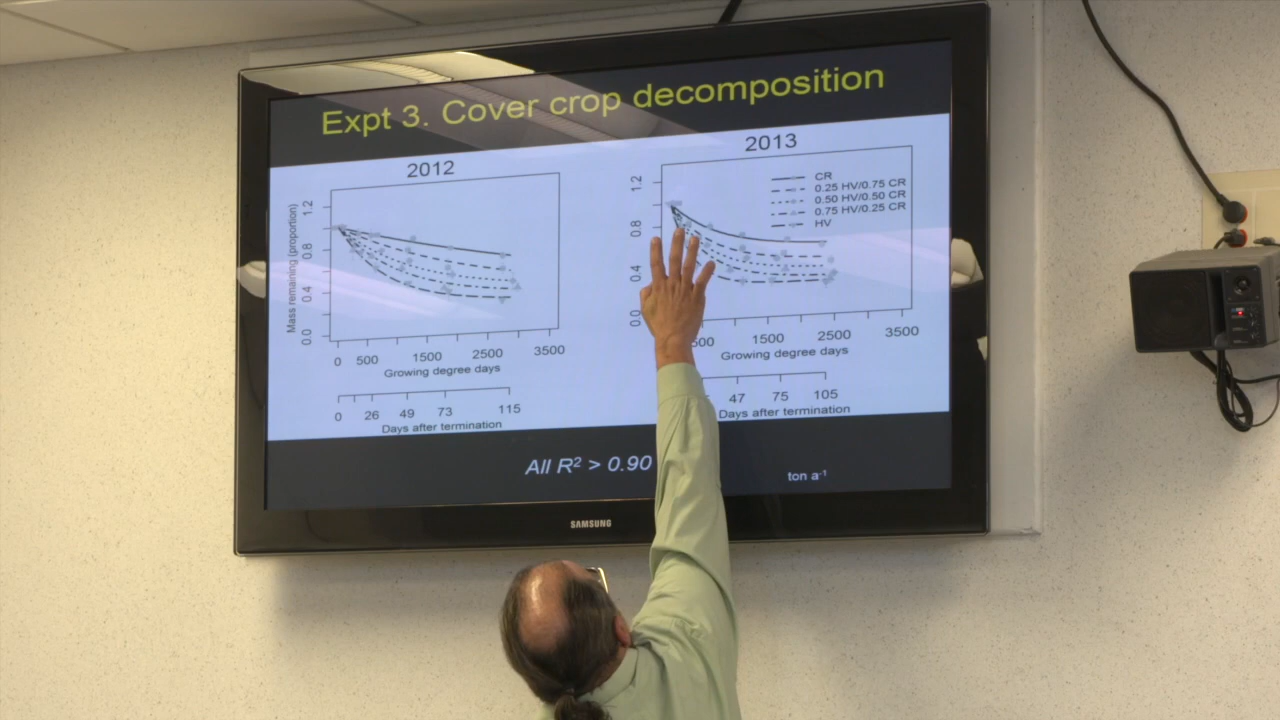 Expt 3. Cover crop decomposition
2012
Mass remaining (proportion)
1.2
0.8
0.4
0.0
0 500 1500 2500 3500
Growing degree days
0 26 49 73 115
Days after termination
2013
1.2
0.8
0.4
0.0
CR
0.25 HV/0.75 CR
0.50 HV/0.50 CR
0.75 HV/0.25 CR
HV
500 1500 2500 3500
Growing degree days
47 75 105
Days after termination
All R² > 0.90
ton a⁻¹
SAMSUNG